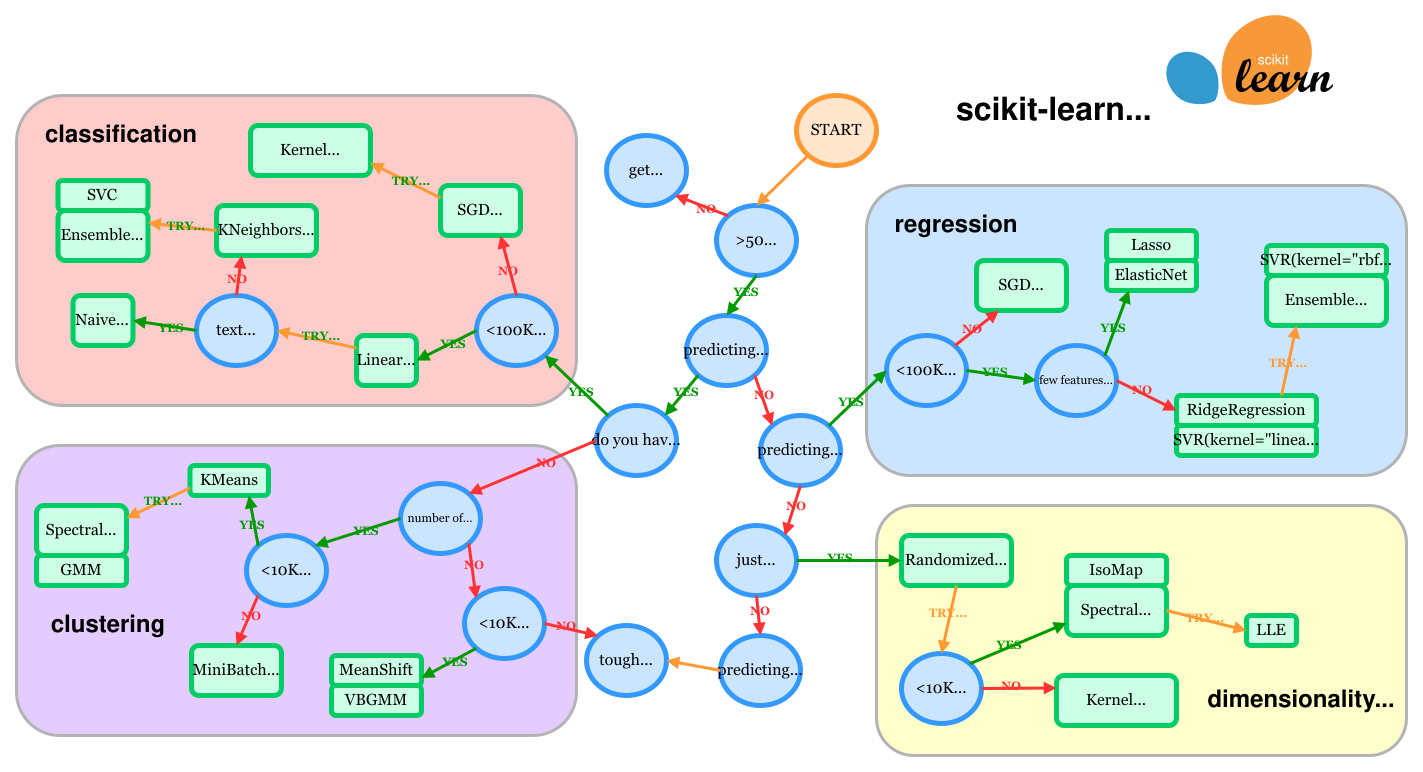 scikit
learn
scikit-learn...
START
get...
NO
>50...
YES
predicting...
YES
NO
do you hav...
YES
NO
predicting...
YES
NO
just...
YES
NO
predicting...
tough...
classification
Kernel...
TRY...
SGD...
NO
<100K...
YES
Linear...
TRY...
text...
YES
Naive...
NO
KNeighbors...
TRY...
SVC
Ensemble...
regression
<100K...
NO
SGD...
YES
few features...
YES
Lasso
ElasticNet
NO
RidgeRegression
SVR(kernel="linea...
TRY...
SVR(kernel="rbf...
Ensemble...
clustering
number of...
YES
<10K...
YES
KMeans
TRY...
Spectral...
GMM
NO
MiniBatch...
NO
<10K...
YES
MeanShift
VBGMM
NO
dimensionality...
Randomized...
TRY...
<10K...
YES
IsoMap
Spectral...
TRY...
LLE
NO
Kernel...